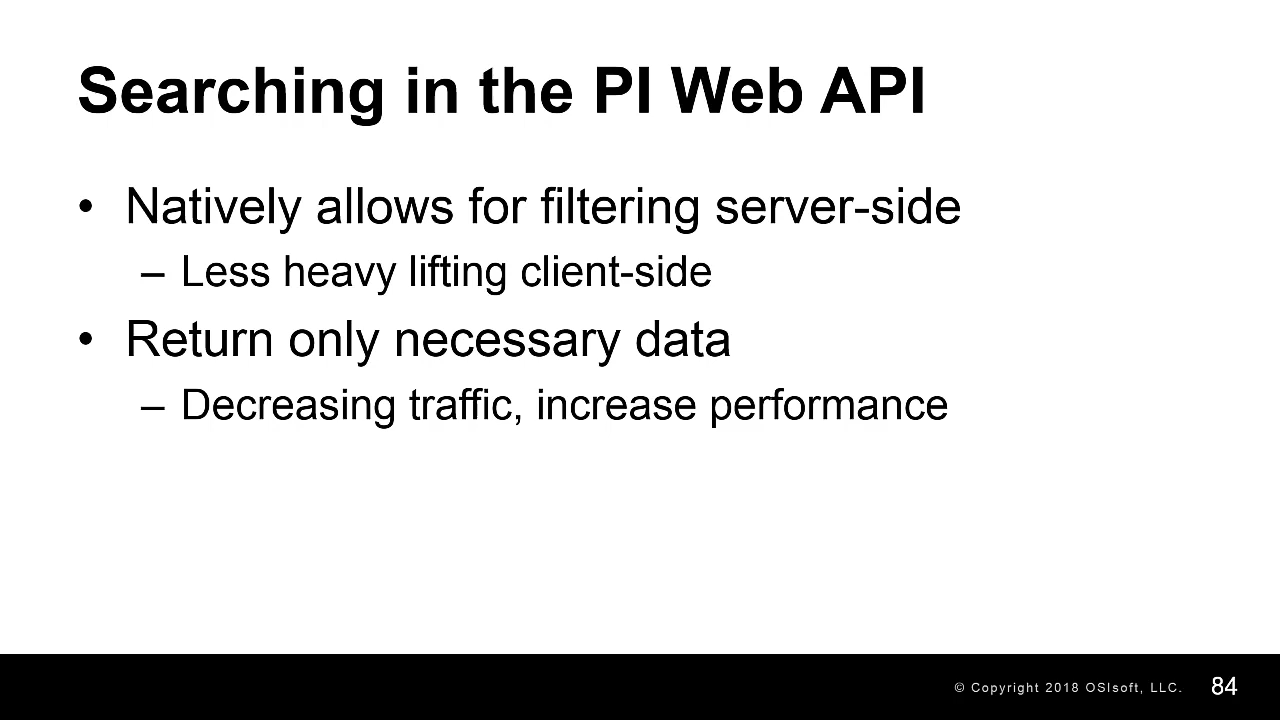 Searching in the PI Web API
• Natively allows for filtering server-side
– Less heavy lifting client-side
• Return only necessary data
– Decreasing traffic, increase performance
© Copyright 2018 OSIsoft, LLC. 84